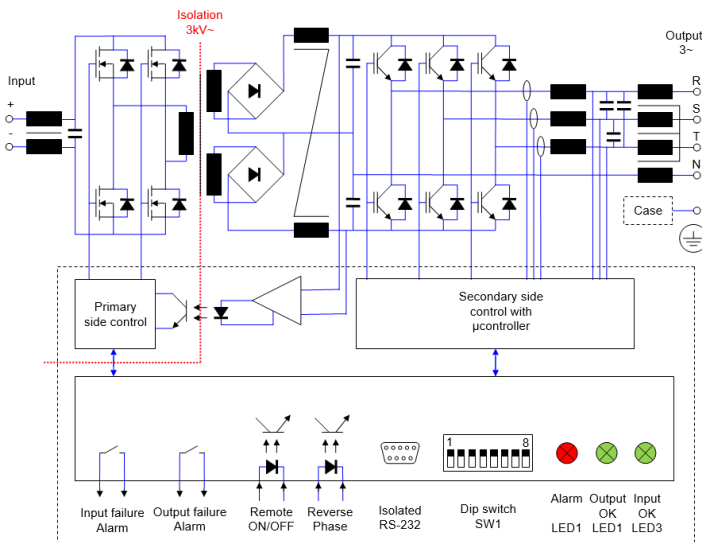 Isolation
3kV~
Output
3~
Input
+
-
R
S
T
N
Case
Primary
side control
Secondary side
control with
µcontroller
1 8
Input failure
Alarm
Output failure
Alarm
Remote
ON/OFF
Reverse
Phase
Isolated
RS-232
Dip switch
SW1
Alarm
LED1
Output
OK
LED1
Input
OK
LED3